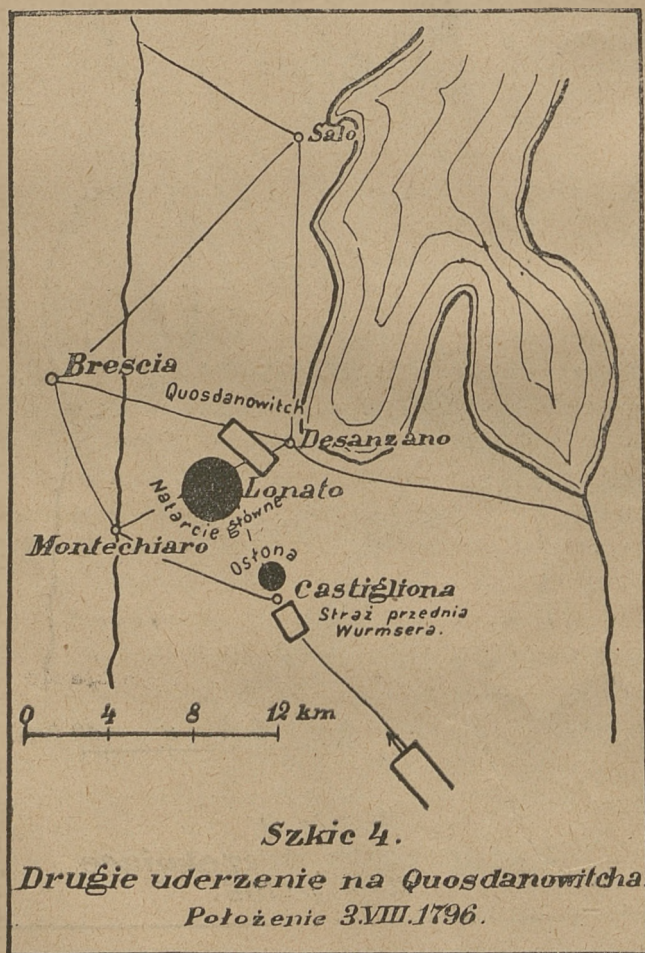 Salo
Brescia
Quosdanowitch
Desanzano
Lonato
Natarcie główne
Montechiaro
Osłona
Castigliona
Straż przednia
Wurmsera.
0 4 8 12 km
Szkic 4.
Drugie uderzenie na Quosdanowitcha
Położenie 3.VIII.1796.